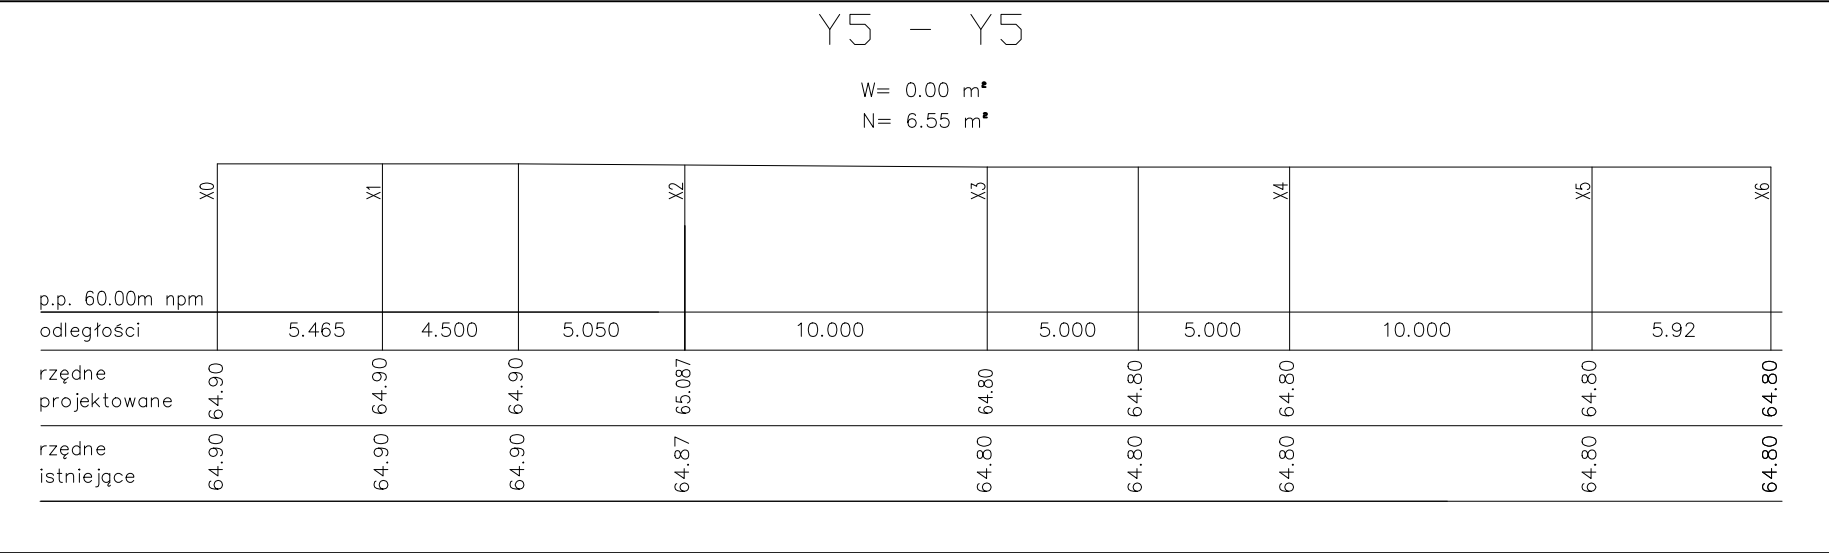 Y5 - Y5
W= 0.00 m²
N= 6.55 m²
X0 X1 X2 X3 X4 X5 X6
p.p. 60.00m npm
odległości 5.465 4.500 5.050 10.000 5.000 5.000 10.000 5.92
rzędne
projektowane 64.90 64.90 64.90 65.087 64.80 64.80 64.80 64.80 64.80
rzędne
istniejące 64.90 64.90 64.90 64.87 64.80 64.80 64.80 64.80 64.80